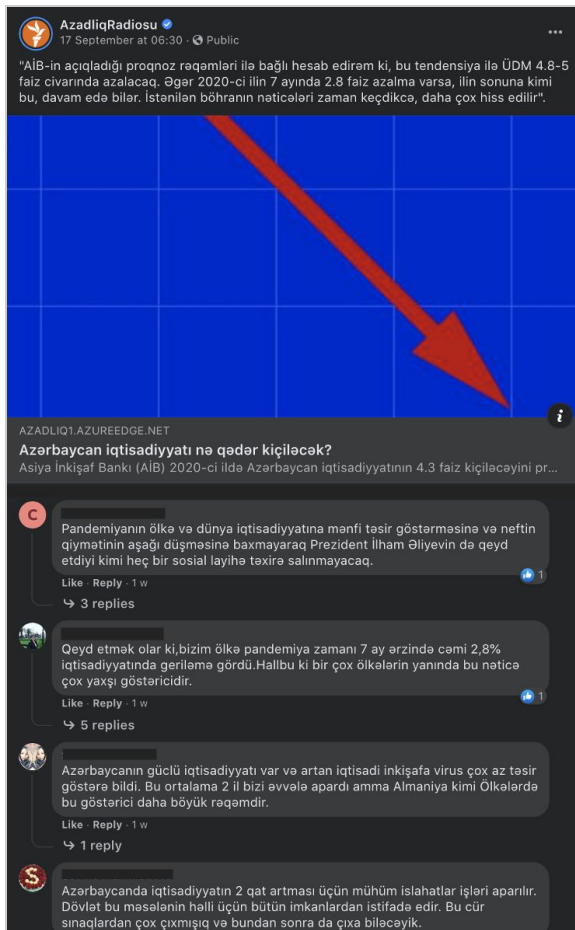 AzadliqRadiosu
17 September at 06:30 · Public
"AİB-in açıqladığı proqnoz rəqəmləri ilə bağlı hesab edirəm ki, bu tendensiya ilə ÜDM 4.8-5
faiz civarında azalacaq. Əgər 2020-ci ilin 7 ayında 2.8 faiz azalma varsa, ilin sonuna kimi
bu, davam edə bilər. İstənilən böhranın nəticələri zaman keçdikcə, daha çox hiss edilir".
AZADLIQ1.AZUREEDGE.NET
Azərbaycan iqtisadiyyatı nə qədər kiçiləcək?
Asiya İnkişaf Bankı (AİB) 2020-ci ildə Azərbaycan iqtisadiyyatının 4.3 faiz kiçiləcəyini pr...
C
Pandemiyanın ölkə və dünya iqtisadiyyatına mənfi təsir göstərməsinə və neftin
qiymətinin aşağı düşməsinə baxmayaraq Prezident İlham Əliyevin də qeyd
etdiyi kimi heç bir sosial layihə təxirə salınmayacaq.
1
Like · Reply · 1 w
3 replies
Qeyd etmək olar ki,bizim ölkə pandemiya zamanı 7 ay ərzində cəmi 2,8%
iqtisadiyyatında geriləmə gördü.Hallbu ki bir çox ölkələrin yanında bu nəticə
çox yaxşı göstəricidir.
1
Like · Reply · 1 w
5 replies
Azərbaycanın güclü iqtisadiyyatı var və artan iqtisadi inkişafa virus çox az təsir
göstərə bildi. Bu ortalama 2 il bizi əvvələ apardı amma Almaniya kimi Ölkələrdə
bu göstərici daha böyük rəqəmdir.
Like · Reply · 1 w
1 reply
S
Azərbaycanda iqtisadiyyatın 2 qat artması üçün mühüm islahatlar işləri aparılır.
Dövlət bu məsələnin həlli üçün bütün imkanlardan istifadə edir. Bu cür
sınaqlardan çox çıxmışıq və bundan sonra da çıxa biləcəyik.